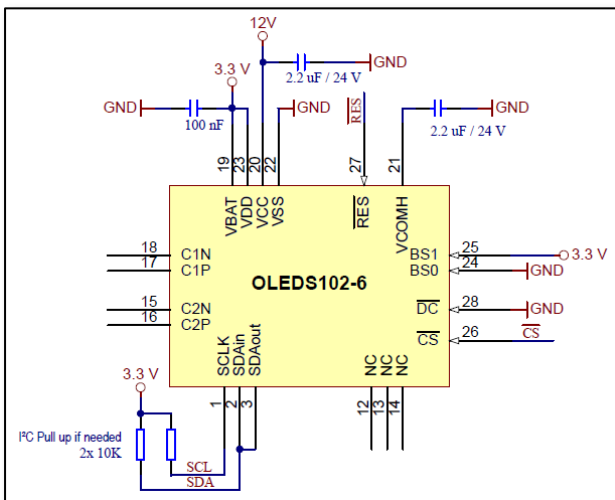 12V
3.3 V
GND
2.2 uF / 24 V
GND
100 nF
GND
RES
GND
2.2 uF / 24 V
19
23
20
22
27
21
VBAT
VDD
VCC
VSS
RES
VCOMH
18
C1N
17
C1P
15
C2N
16
C2P
OLEDS102-6
BS1
25
3.3 V
BS0
24
GND
DC
28
GND
CS
26
CS
SCLK
SDAin
SDAout
NC
NC
NC
1
2
3
12
13
14
3.3 V
I²C Pull up if needed
2x 10K
SCL
SDA